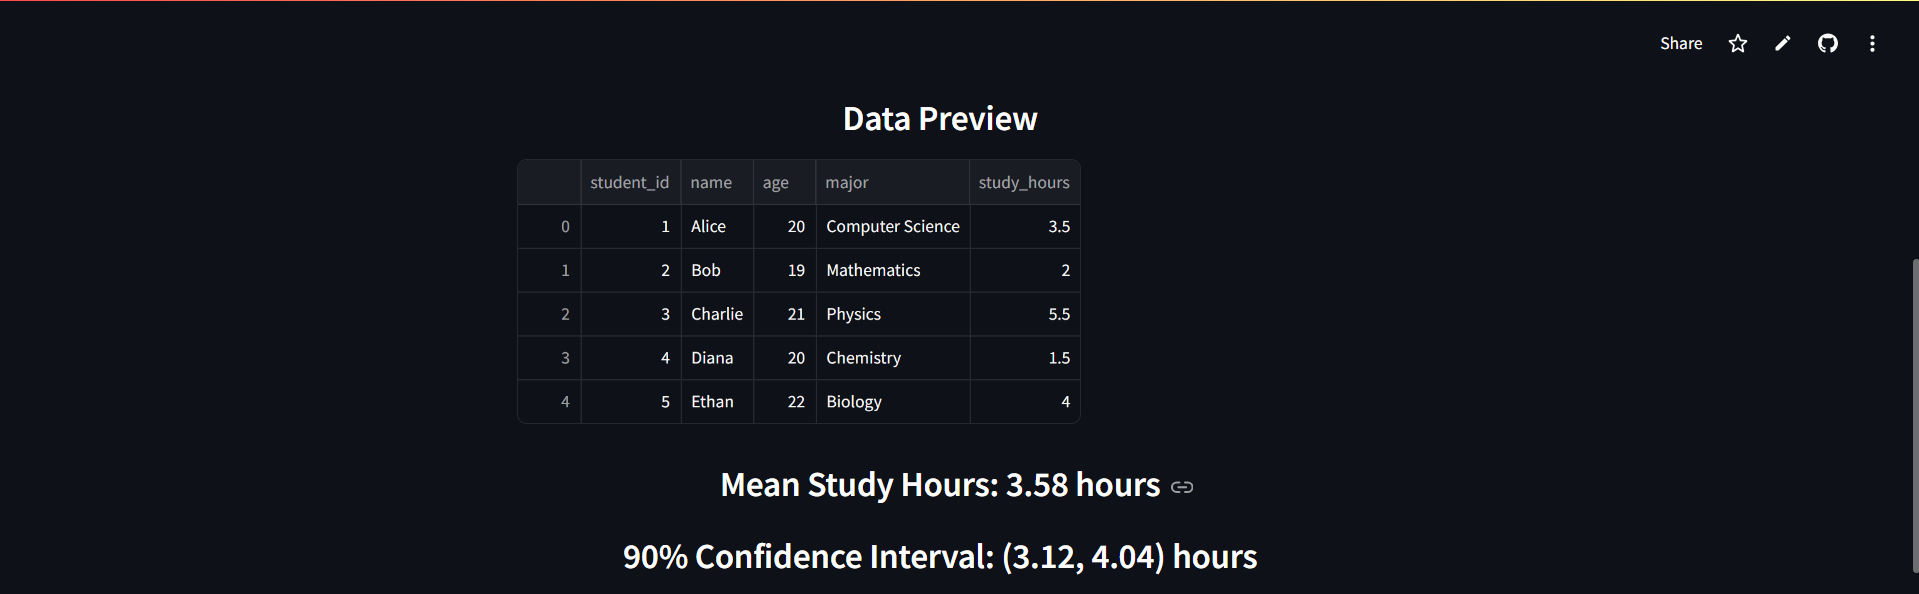 Share
Data Preview
student_id name age major study_hours
0 1 Alice 20 Computer Science 3.5
1 2 Bob 19 Mathematics 2
2 3 Charlie 21 Physics 5.5
3 4 Diana 20 Chemistry 1.5
4 5 Ethan 22 Biology 4
Mean Study Hours: 3.58 hours
90% Confidence Interval: (3.12, 4.04) hours